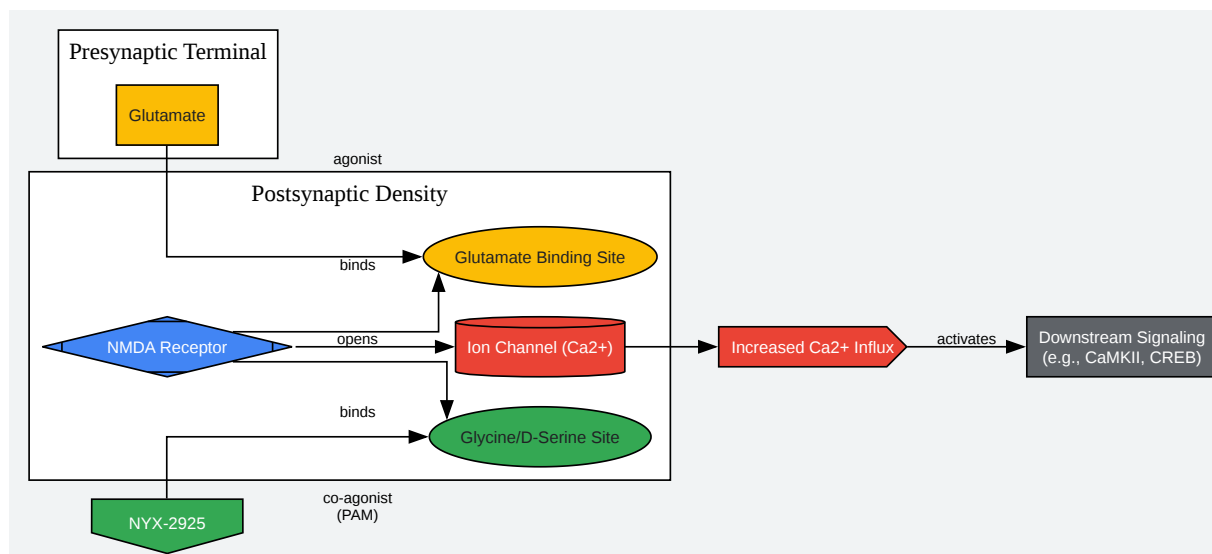 Presynaptic Terminal
Glutamate
agonist
Postsynaptic Density
Glutamate Binding Site
binds
NMDA Receptor
opens
Ion Channel (Ca2+)
Increased Ca2+ Influx
activates
Downstream Signaling
(e.g., CaMKII, CREB)
binds
Glycine/D-Serine Site
co-agonist
(PAM)
NYX-2925